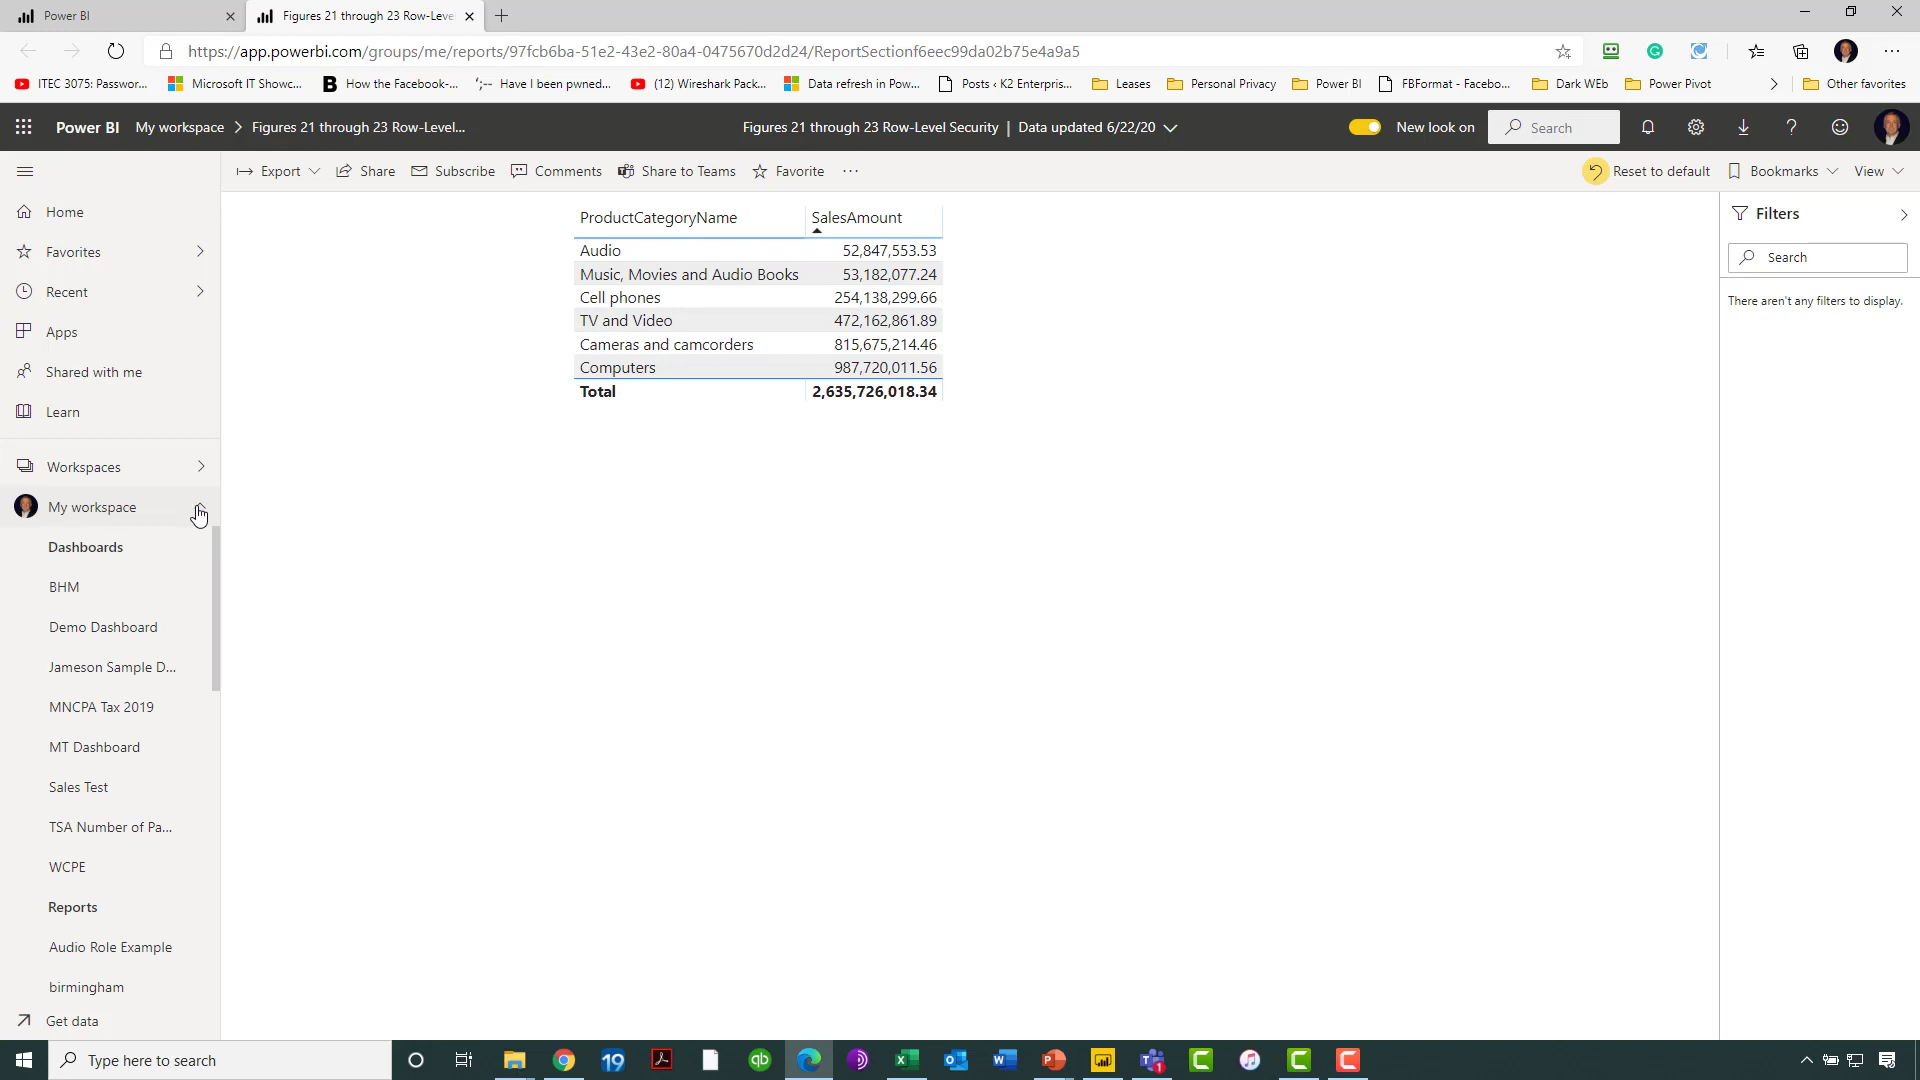 Power BI
Figures 21 through 23 Row-Leve
https://app.powerbi.com/groups/me/reports/97fcb6ba-51e2-43e2-80a4-0475670d2d24/ReportSectionf6eec99da02b75e4a9a5
ITEC 3075: Passwor... Microsoft IT Showc... How the Facebook-... Have I been pwned... (12) Wireshark Pack... Data refresh in Pow... Posts ‹ K2 Enterpris... Leases Personal Privacy Power BI FBFormat - Facebo... Dark WEb Power Pivot Other favorites
Power BI My workspace Figures 21 through 23 Row-Level... Figures 21 through 23 Row-Level Security | Data updated 6/22/20 New look on Search
Export Share Subscribe Comments Share to Teams Favorite ... Reset to default Bookmarks View
Home
Favorites
Recent
Apps
Shared with me
Learn
Workspaces
My workspace
Dashboards
BHM
Demo Dashboard
Jameson Sample D...
MNCPA Tax 2019
MT Dashboard
Sales Test
TSA Number of Pa...
WCPE
Reports
Audio Role Example
birmingham
Get data
ProductCategoryName SalesAmount
Audio 52,847,553.53
Music, Movies and Audio Books 53,182,077.24
Cell phones 254,138,299.66
TV and Video 472,162,861.89
Cameras and camcorders 815,675,214.46
Computers 987,720,011.56
Total 2,635,726,018.34
Filters
Search
There aren't any filters to display.
Type here to search
19
qb
1